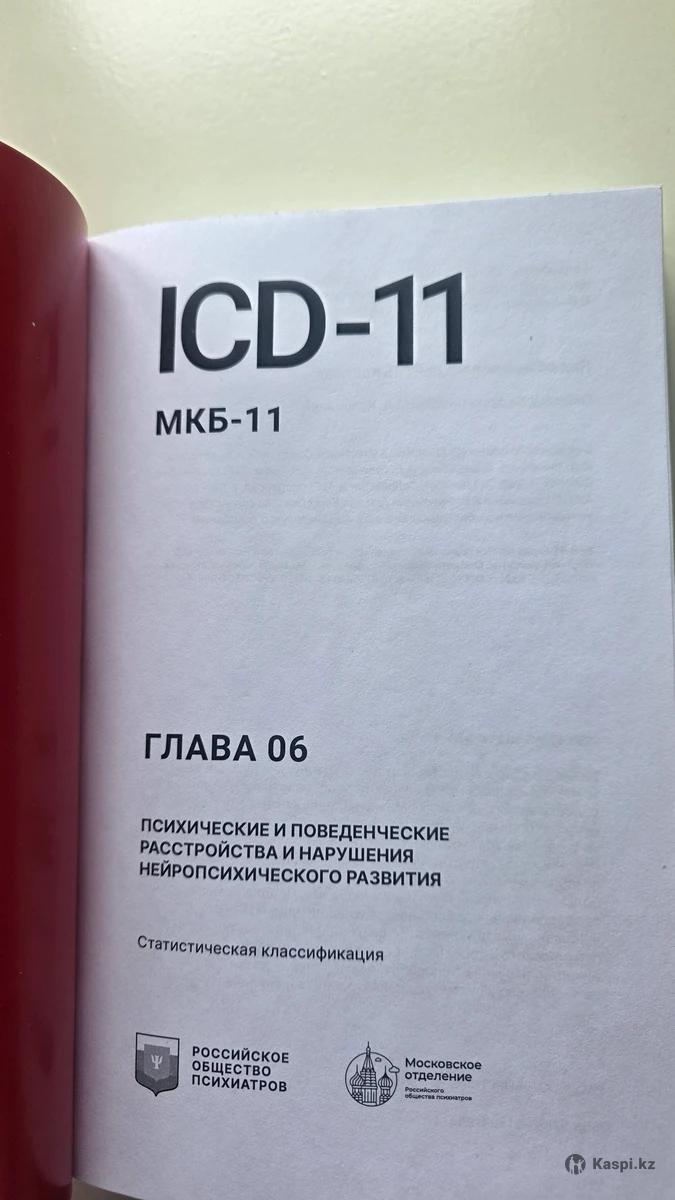 ICD-11
МКБ-11
ГЛАВА 06
ПСИХИЧЕСКИЕ И ПОВЕДЕНЧЕСКИЕ
РАССТРОЙСТВА И НАРУШЕНИЯ
НЕЙРОПСИХИЧЕСКОГО РАЗВИТИЯ
Статистическая классификация
Ψ
РОССИЙСКОЕ
ОБЩЕСТВО
ПСИХИАТРОВ
Московское
отделение
Российского
общества психиатров
Kaspi.kz